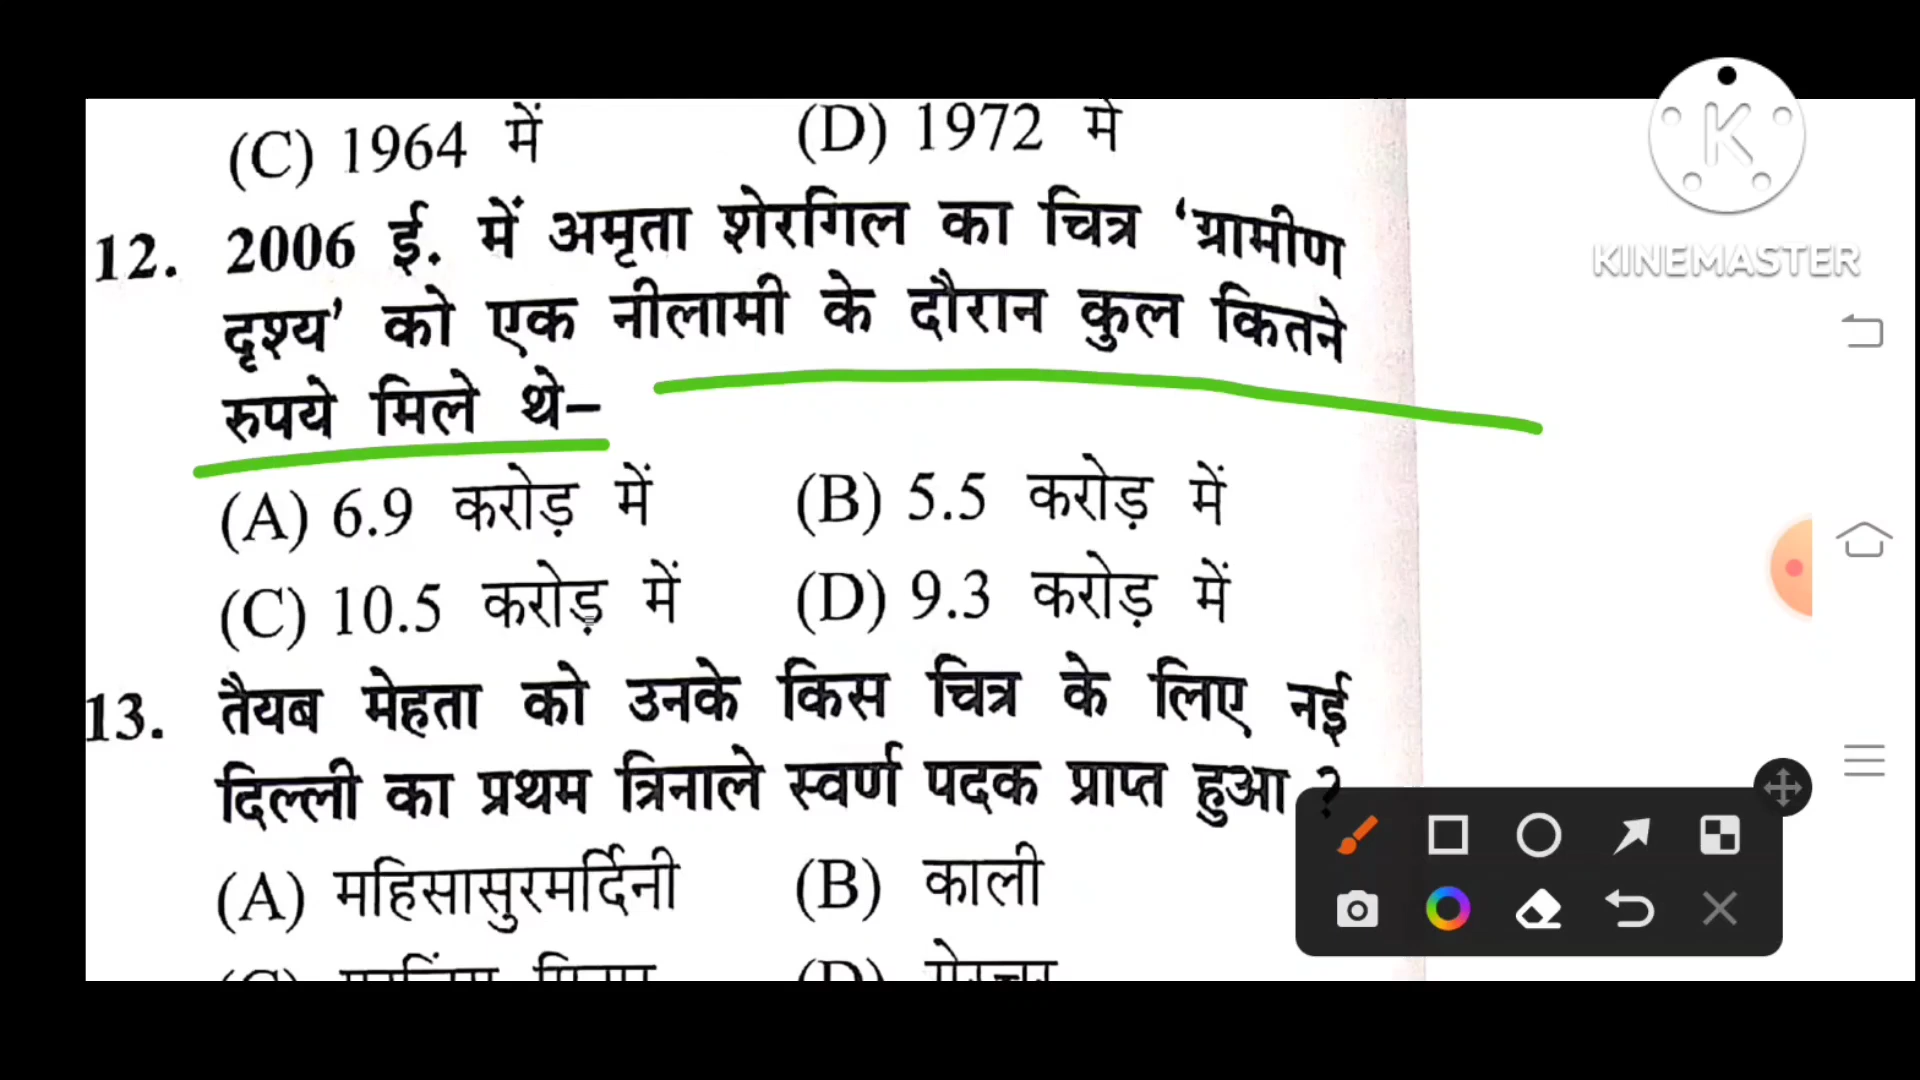 (C) 1964 में (D) 1972 में
12. 2006 ई. में अमृता शेरगिल का चित्र ‘ग्रामीण
दृश्य’ को एक नीलामी के दौरान कुल कितने
रुपये मिले थे–
(A) 6.9 करोड़ में (B) 5.5 करोड़ में
(C) 10.5 करोड़ में (D) 9.3 करोड़ में
13. तैयब मेहता को उनके किस चित्र के लिए नई
दिल्ली का प्रथम त्रिनाले स्वर्ण पदक प्राप्त हुआ ?
(A) महिसासुरमर्दिनी (B) काली
(C) (D)
K
KINEMASTER